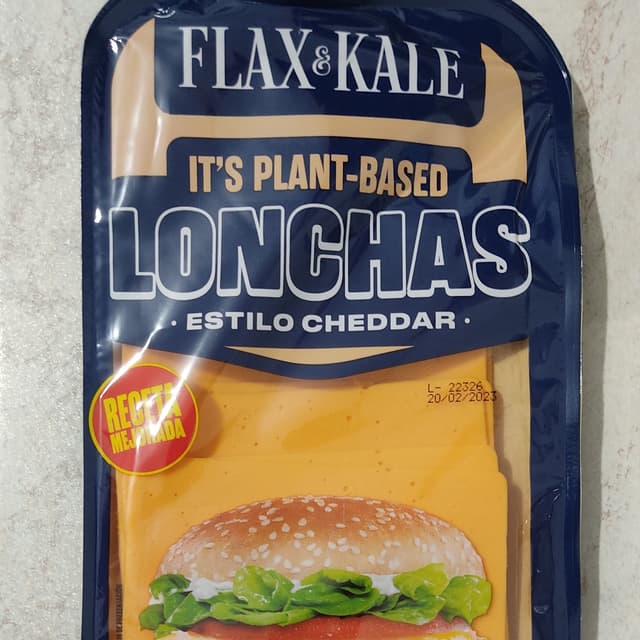 FLAX & KALE
IT'S PLANT-BASED
LONCHAS
· ESTILO CHEDDAR ·
L- 22326
20/02/2023
RECETA
MEJORADA